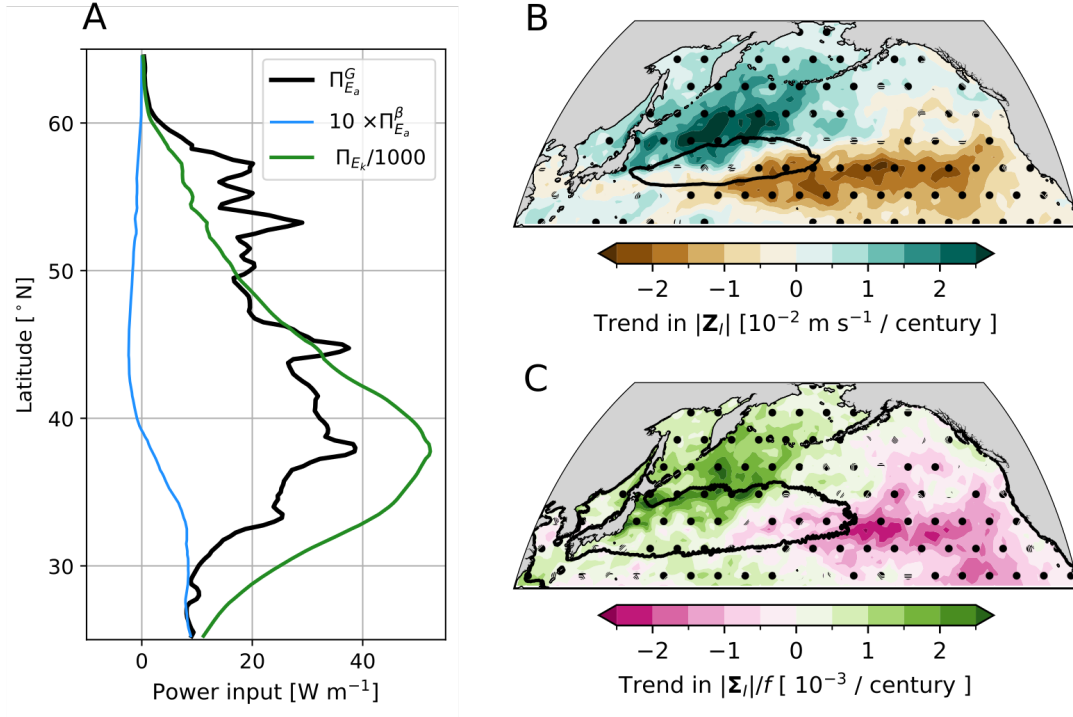 A
Π^G_{E_a}
10 ×Π^β_{E_a}
Π_{E_k}/1000
60
50
40
30
Latitude [°N]
0
20
40
Power input [W m⁻¹]
B
−2
−1
0
1
2
Trend in |Z_I| [10⁻² m s⁻¹ / century ]
C
−2
−1
0
1
2
Trend in |Σ_I|/f [ 10⁻³ / century ]